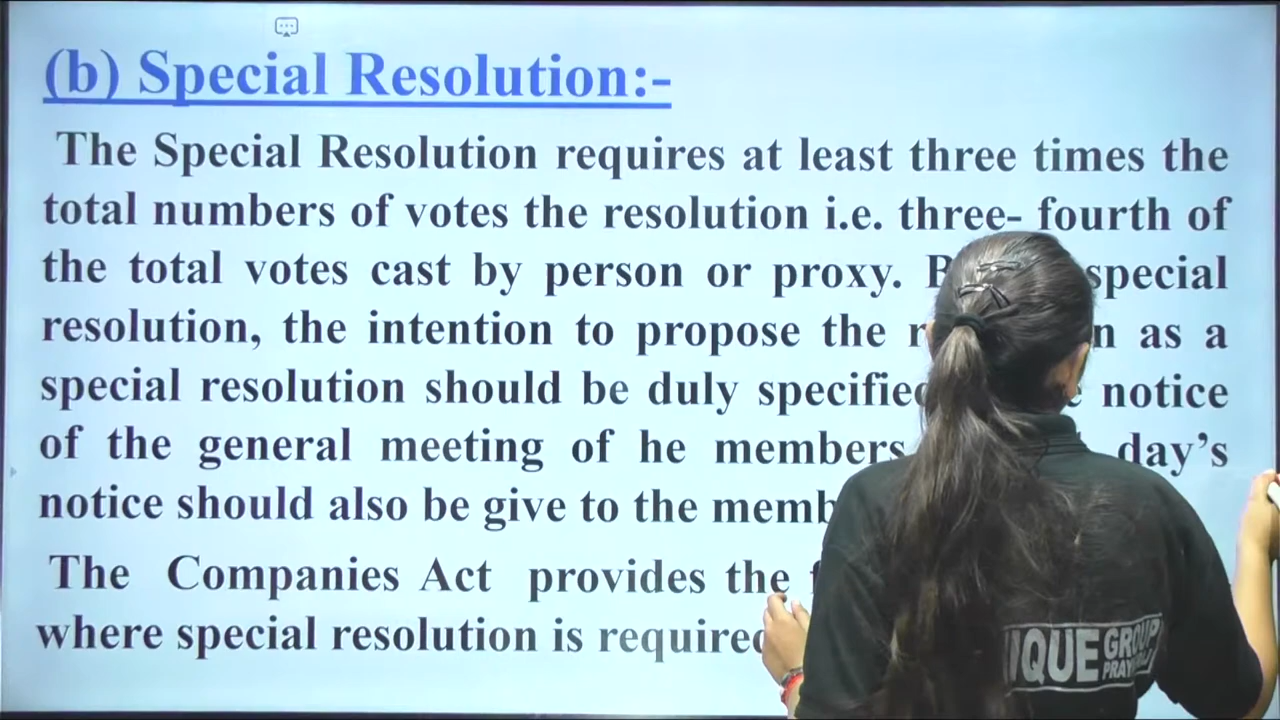 (b) Special Resolution:-
The Special Resolution requires at least three times the
total numbers of votes the resolution i.e. three- fourth of
the total votes cast by person or proxy. special
resolution, the intention to propose the as a
special resolution should be duly specified notice
of the general meeting of he members day's
notice should also be give to the
The Companies Act provides the
where special resolution is required
IQUE GROUP